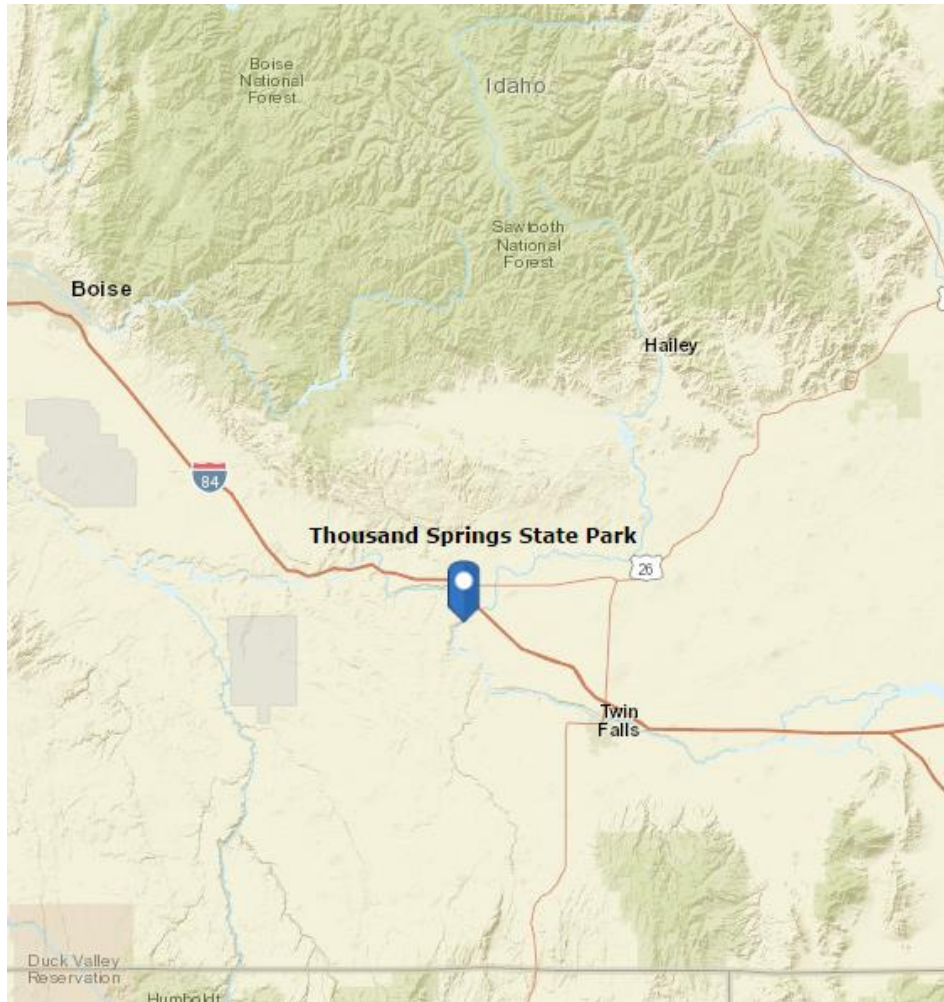 Boise
National
Forest
Idaho
Sawtooth
National
Forest
Boise
Hailey
84
Thousand Springs State Park
26
Twin
Falls
Duck Valley
Reservation
Humboldt